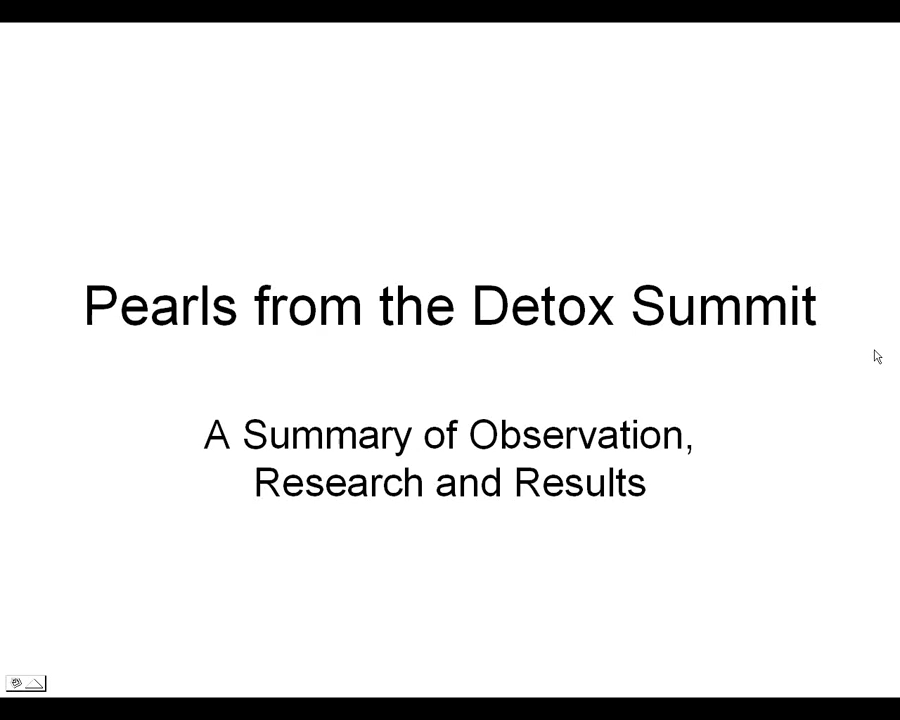 Pearls from the Detox Summit
A Summary of Observation,
Research and Results